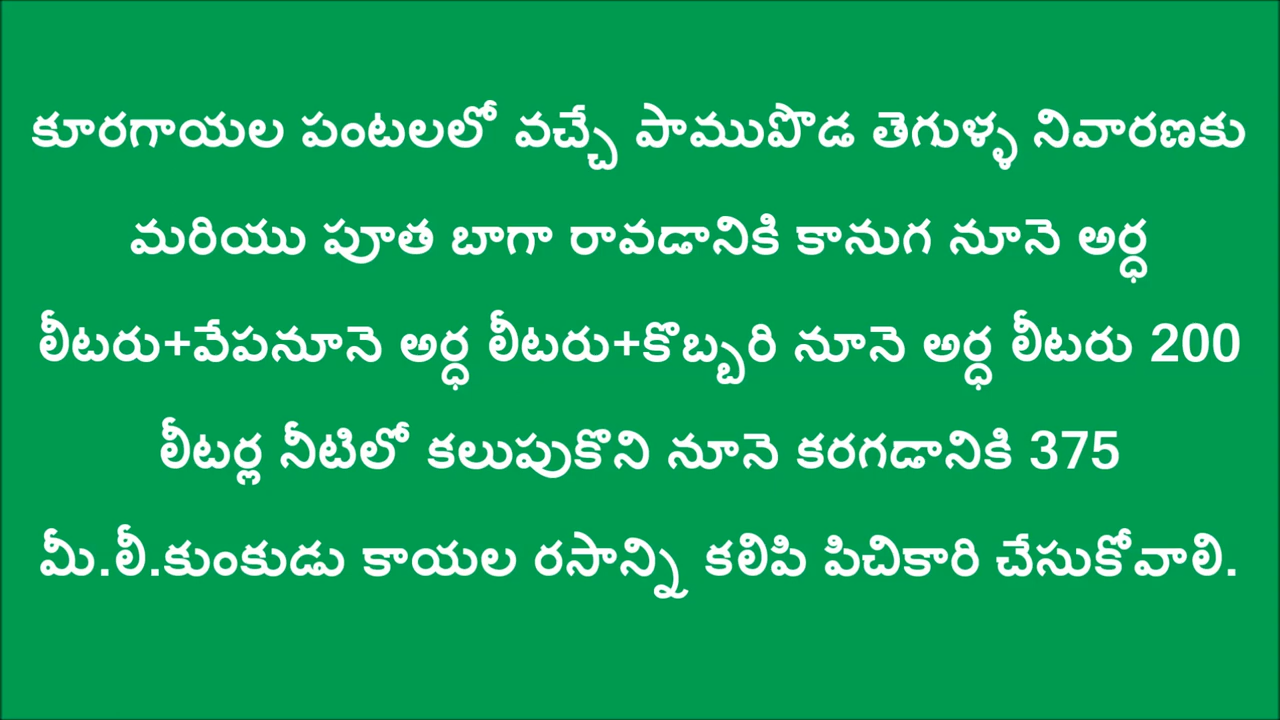 కూరగాయల పంటలలో వచ్చే పాముపొడ తెగుళ్ళ నివారణకు
మరియు పూత బాగా రావడానికి కానుగ నూనె అర్ధ
లీటరు+వేపనూనె అర్ధ లీటరు+కొబ్బరి నూనె అర్ధ లీటరు 200
లీటర్ల నీటిలో కలుపుకొని నూనె కరగడానికి 375
మీ.లీ.కుంకుడు కాయల రసాన్ని కలిపి పిచికారి చేసుకోవాలి.